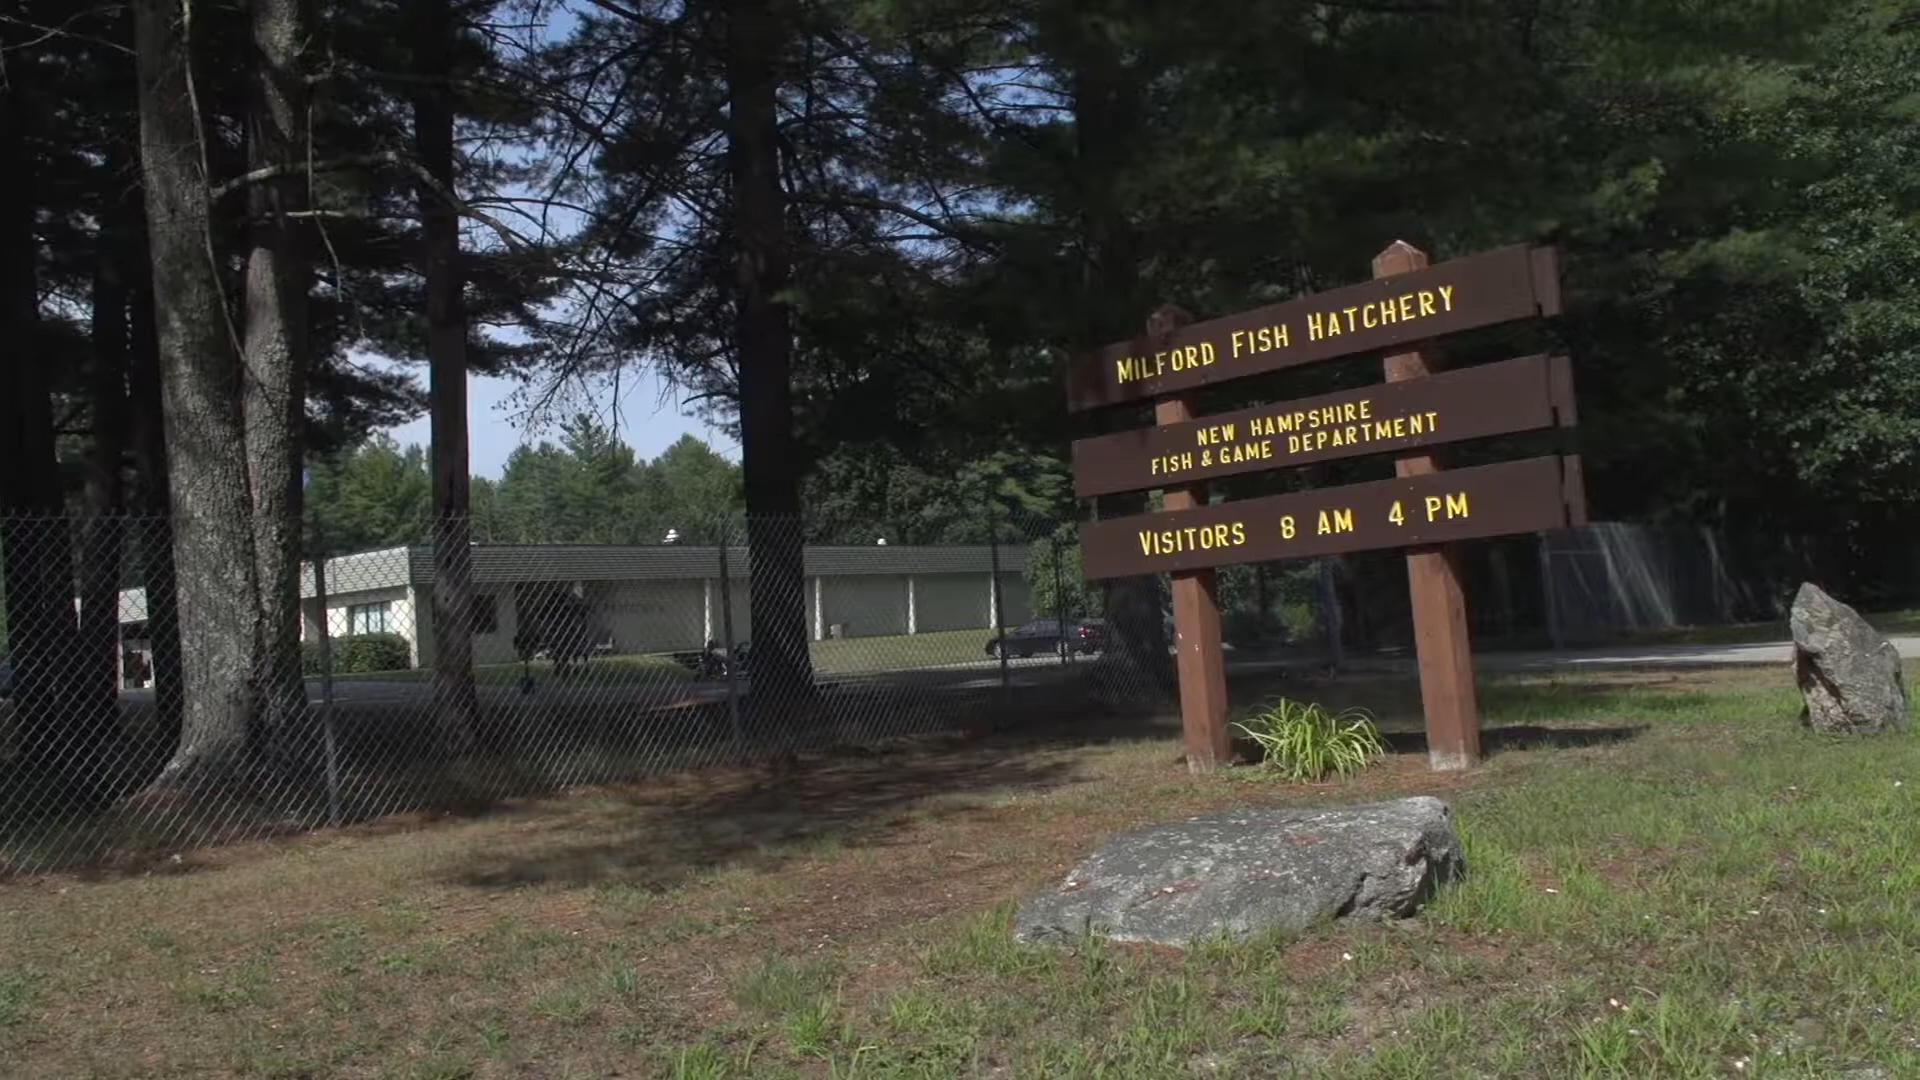 MILFORD FISH HATCHERY
NEW HAMPSHIRE
FISH & GAME DEPARTMENT
VISITORS 8 AM 4 PM